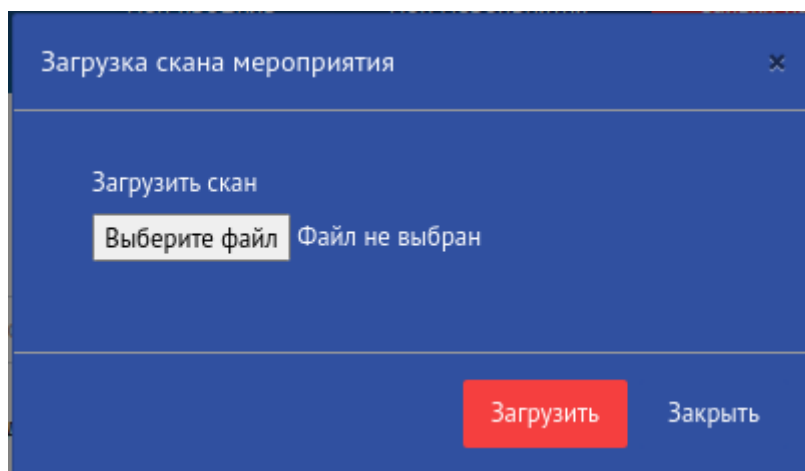 Загрузка скана мероприятия ×
Загрузить скан
Выберите файл Файл не выбран
Загрузить Закрыть